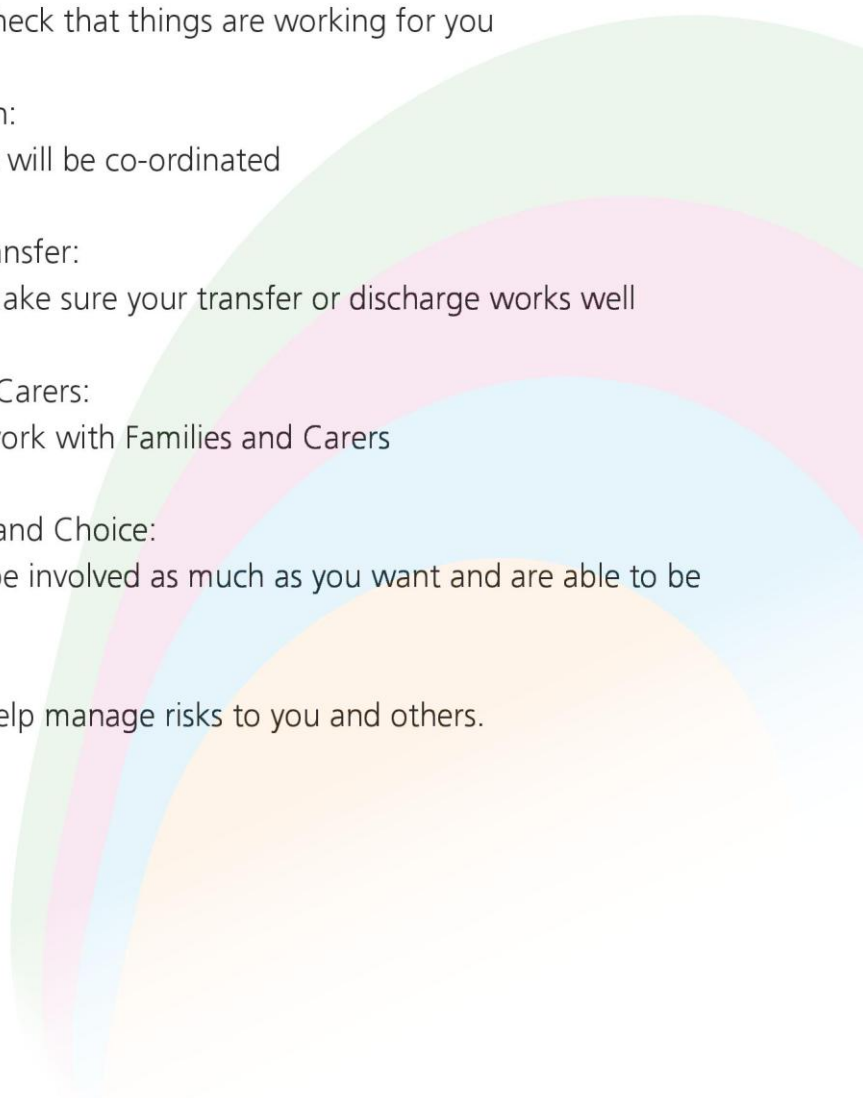 heck that things are working for you
n:
will be co-ordinated
nsfer:
ake sure your transfer or discharge works well
Carers:
ork with Families and Carers
and Choice:
e involved as much as you want and are able to be
elp manage risks to you and others.